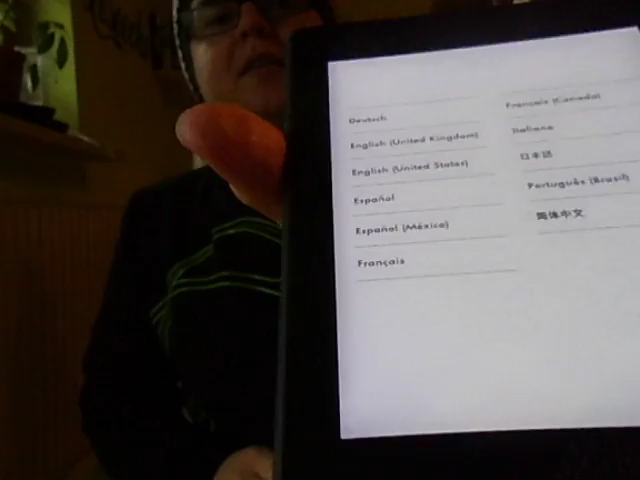 Deutsch
English (United Kingdom)
English (United States)
Español
Español (México)
Français
Français (Canada)
Italiano
日本語
Português (Brasil)
简体中文